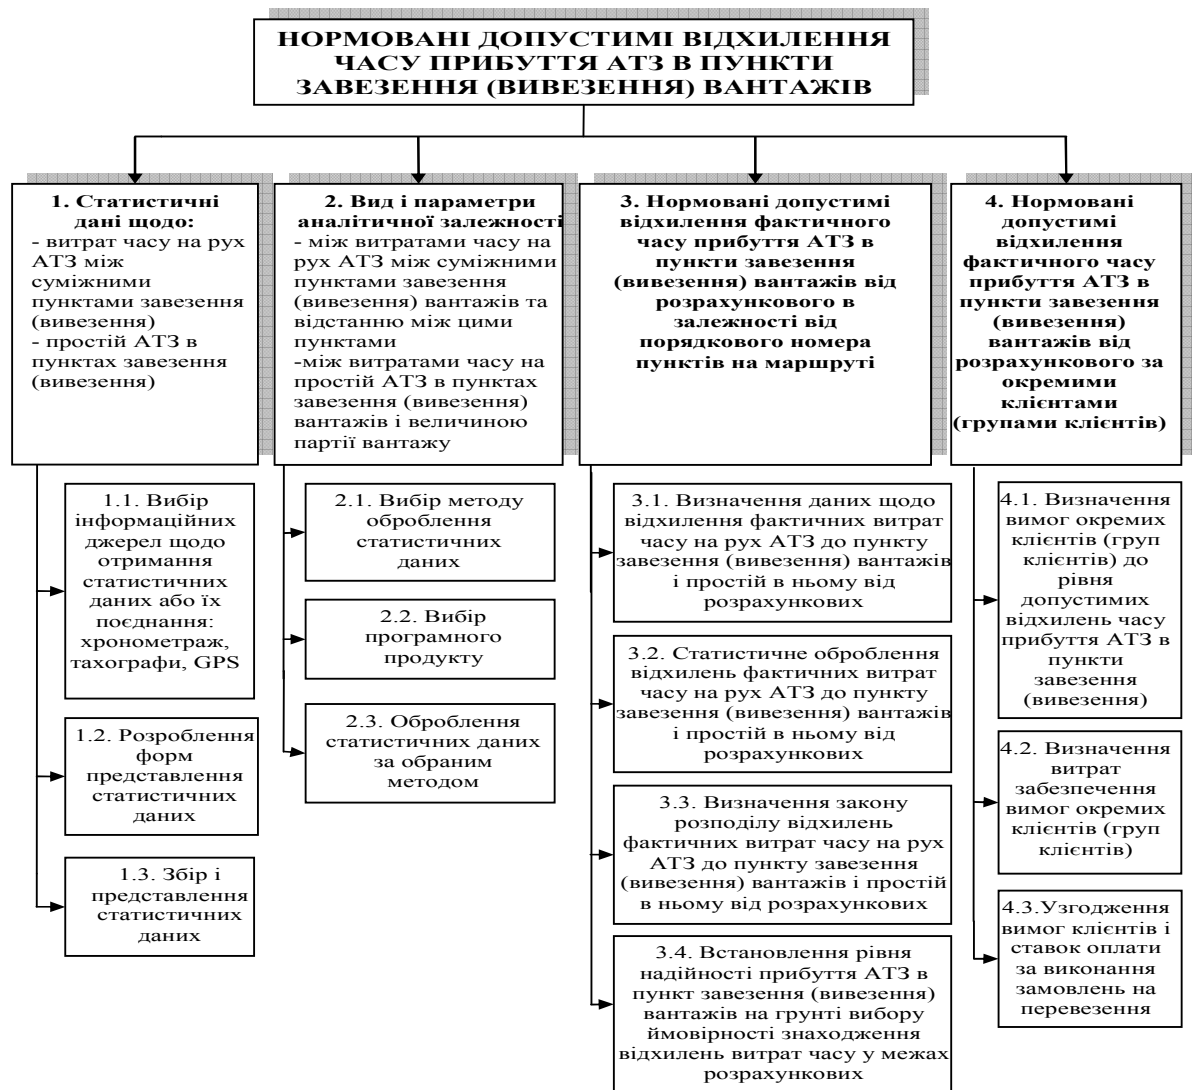 НОРМОВАНІ ДОПУСТИМІ ВІДХИЛЕННЯ
ЧАСУ ПРИБУТТЯ АТЗ В ПУНКТИ
ЗАВЕЗЕННЯ (ВИВЕЗЕННЯ) ВАНТАЖІВ
1. Статистичні
дані щодо:
- витрат часу на рух
АТЗ між
суміжними
пунктами завезення
(вивезення)
- простій АТЗ в
пунктах завезення
(вивезення)
1.1. Вибір
інформаційних
джерел щодо
отримання
статистичних
даних або їх
поєднання:
хронометраж,
тахографи, GPS
1.2. Розроблення
форм
представлення
статистичних
даних
1.3. Збір і
представлення
статистичних
даних
2. Вид і параметри
аналітичної залежності
- між витратами часу на
рух АТЗ між суміжними
пунктами завезення
(вивезення) вантажів та
відстанню між цими
пунктами
-між витратами часу на
простій АТЗ в пунктах
завезення (вивезення)
вантажів і величиною
партії вантажу
2.1. Вибір методу
оброблення
статистичних
даних
2.2. Вибір
програмного
продукту
2.3. Оброблення
статистичних даних
за обраним
методом
3. Нормовані допустимі
відхилення фактичного
часу прибуття АТЗ в
пункти завезення
(вивезення) вантажів від
розрахункового в
залежності від
порядкового номера
пунктів на маршруті
3.1. Визначення даних щодо
відхилення фактичних витрат
часу на рух АТЗ до пункту
завезення (вивезення) вантажів
і простій в ньому від
розрахункових
3.2. Статистичне оброблення
відхилень фактичних витрат
часу на рух АТЗ до пункту
завезення (вивезення) вантажів
і простій в ньому від
розрахункових
3.3. Визначення закону
розподілу відхилень
фактичних витрат часу на рух
АТЗ до пункту завезення
(вивезення) вантажів і простій
в ньому від розрахункових
3.4. Встановлення рівня
надійності прибуття АТЗ в
пункт завезення (вивезення)
вантажів на грунті вибору
ймовірності знаходження
відхилень витрат часу у межах
розрахункових
4. Нормовані
допустимі
відхилення
фактичного часу
прибуття АТЗ в
пункти завезення
(вивезення)
вантажів від
розрахункового за
окремими
клієнтами
(групами клієнтів)
4.1. Визначення
вимог окремих
клієнтів (груп
клієнтів) до
рівня
допустимих
відхилень часу
прибуття АТЗ в
пункти
завезення
(вивезення)
4.2. Визначення
витрат
забезпечення
вимог окремих
клієнтів (груп
клієнтів)
4.3.Узгодження
вимог клієнтів і
ставок оплати
за виконання
замовлень на
перевезення